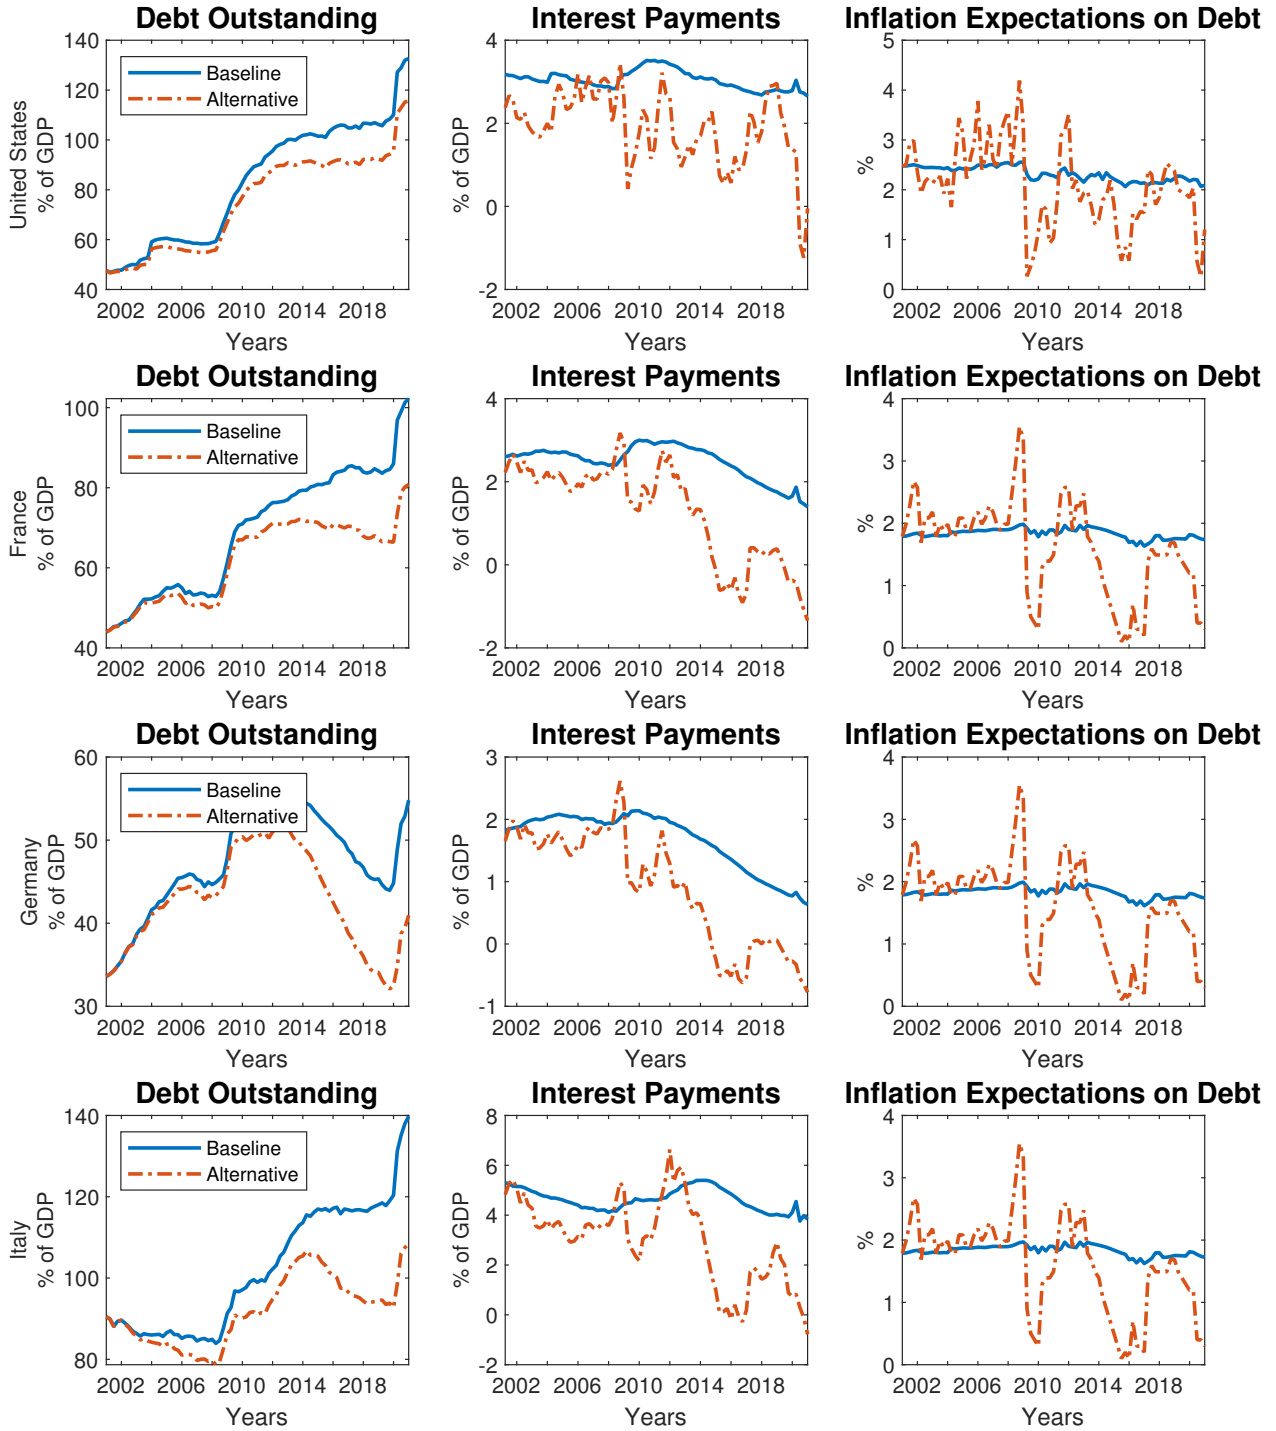 Debt Outstanding
Interest Payments
Inflation Expectations on Debt
United States
% of GDP
140
120
100
80
60
40
Baseline
Alternative
2002 2006 2010 2014 2018
Years
% of GDP
4
2
0
-2
2002 2006 2010 2014 2018
Years
%
5
4
3
2
1
0
2002 2006 2010 2014 2018
Years
Debt Outstanding
Interest Payments
Inflation Expectations on Debt
France
% of GDP
100
80
60
40
Baseline
Alternative
2002 2006 2010 2014 2018
Years
% of GDP
4
2
0
-2
2002 2006 2010 2014 2018
Years
%
4
3
2
1
0
2002 2006 2010 2014 2018
Years
Debt Outstanding
Interest Payments
Inflation Expectations on Debt
Germany
% of GDP
60
50
40
30
Baseline
Alternative
2002 2006 2010 2014 2018
Years
% of GDP
3
2
1
0
-1
2002 2006 2010 2014 2018
Years
%
4
3
2
1
0
2002 2006 2010 2014 2018
Years
Debt Outstanding
Interest Payments
Inflation Expectations on Debt
Italy
% of GDP
140
120
100
80
Baseline
Alternative
2002 2006 2010 2014 2018
Years
% of GDP
8
6
4
2
0
-2
2002 2006 2010 2014 2018
Years
%
4
3
2
1
0
2002 2006 2010 2014 2018
Years